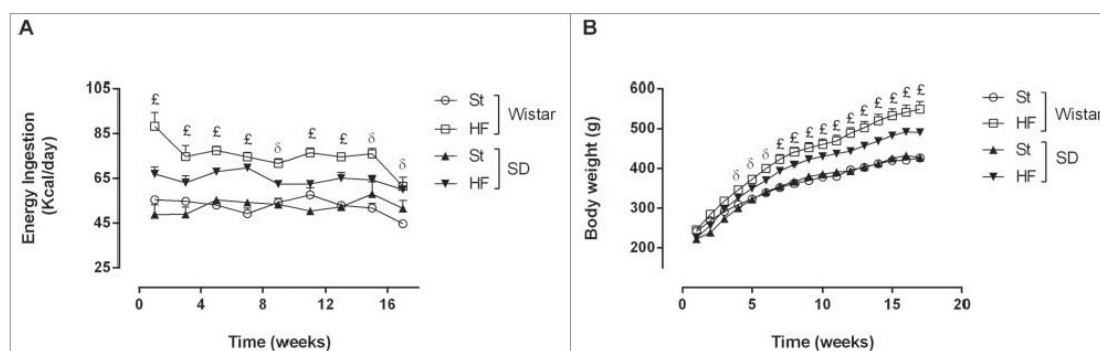 A
Energy Ingestion
(Kcal/day)
105
85
65
45
25
£
£
£
£
δ
£
£
δ
δ
0
4
8
12
16
Time (weeks)
St
HF
Wistar
St
HF
SD
B
Body weight (g)
600
500
400
300
200
δ
δ
δ
£
£
£
£
£
£
£
£
£
£
£
0
5
10
15
20
Time (weeks)
St
HF
Wistar
St
HF
SD